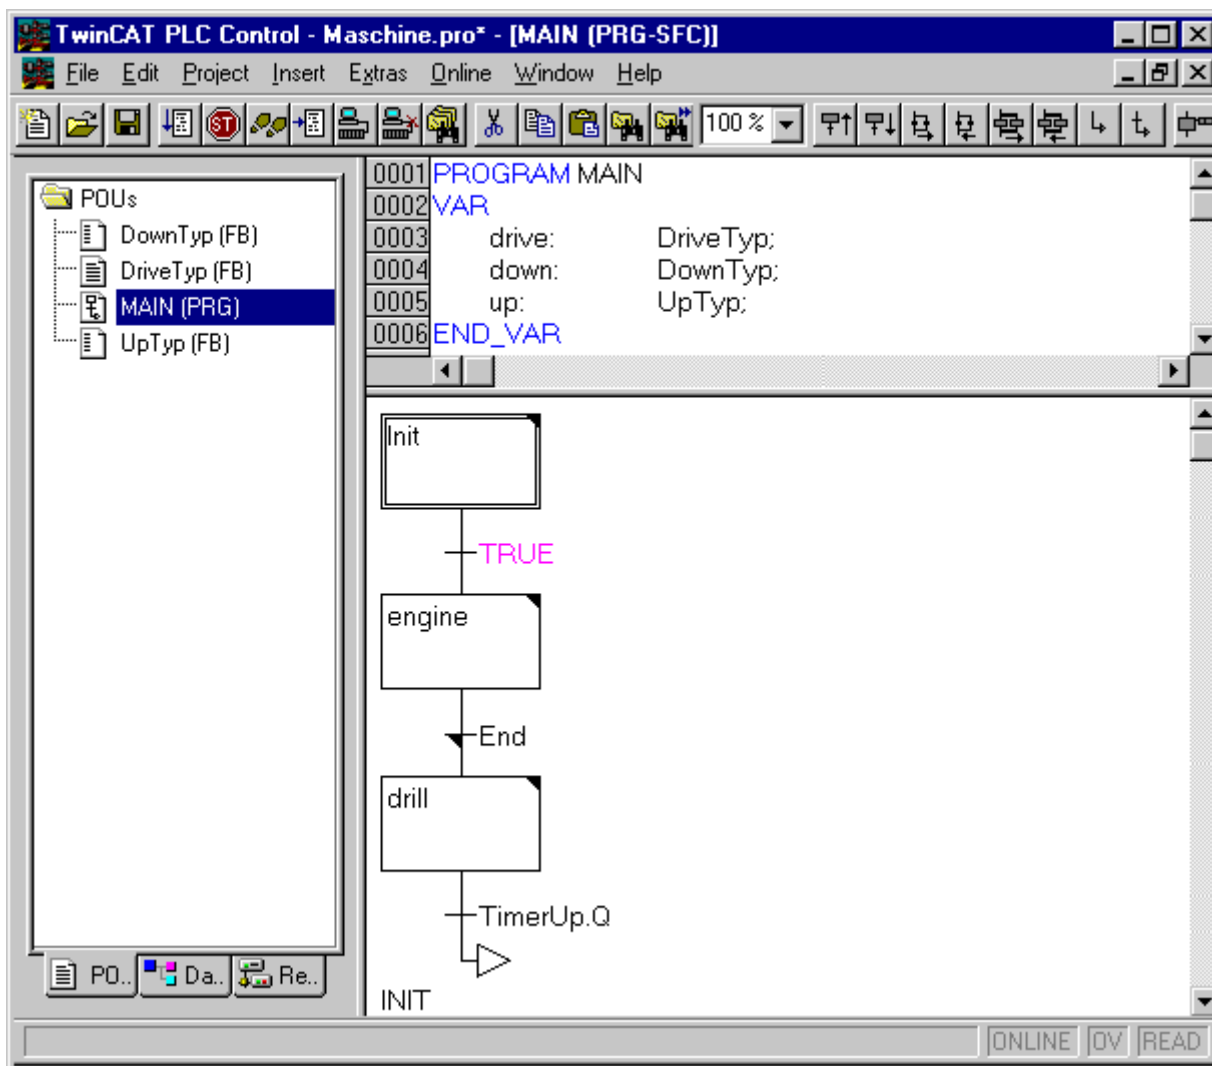 TwinCAT PLC Control - Maschine.pro* - [MAIN (PRG-SFC)]
File Edit Project Insert Extras Online Window Help
ST 100 %
POUs
DownTyp (FB)
DriveTyp (FB)
MAIN (PRG)
UpTyp (FB)
PO.. Da.. Re..
0001 PROGRAM MAIN
0002 VAR
0003 drive: DriveTyp;
0004 down: DownTyp;
0005 up: UpTyp;
0006 END_VAR
Init
TRUE
engine
End
drill
TimerUp.Q
INIT
ONLINE OV READ